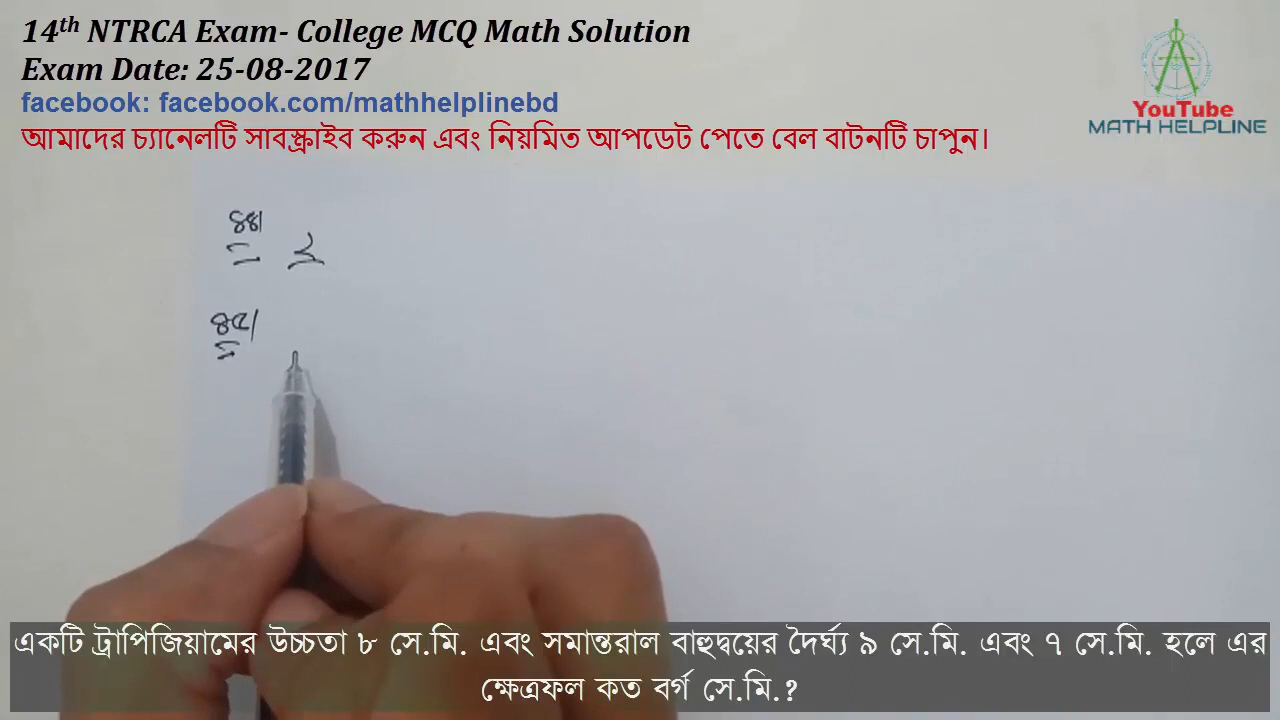 14th NTRCA Exam- College MCQ Math Solution
Exam Date: 25-08-2017
facebook: facebook.com/mathhelplinebd
আমাদের চ্যানেলটি সাবস্ক্রাইব করুন এবং নিয়মিত আপডেট পেতে বেল বাটনটি চাপুন।
YouTube
MATH HELPLINE
৪৪।
২
৪৫।
একটি ট্রাপিজিয়ামের উচ্চতা ৮ সে.মি. এবং সমান্তরাল বাহুদ্বয়ের দৈর্ঘ্য ৯ সে.মি. এবং ৭ সে.মি. হলে এর
ক্ষেত্রফল কত বর্গ সে.মি.?